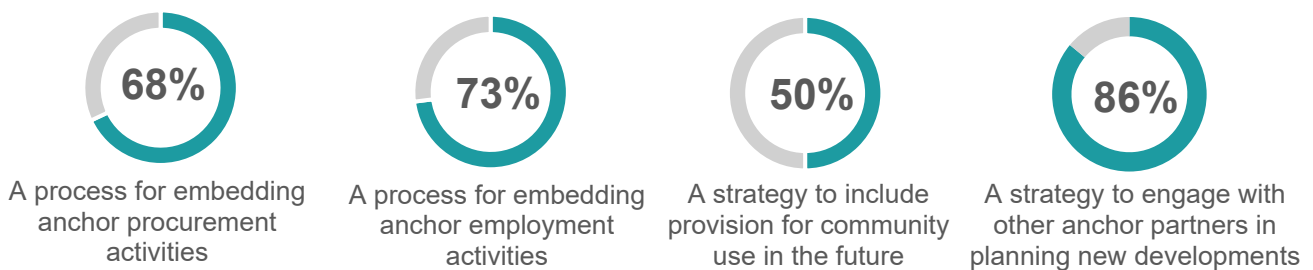 68%
A process for embedding
anchor procurement
activities
73%
A process for embedding
anchor employment
activities
50%
A strategy to include
provision for community
use in the future
86%
A strategy to engage with
other anchor partners in
planning new developments